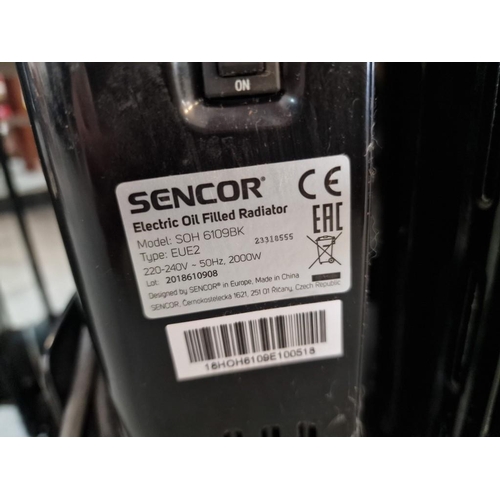 ON
SENCOR®
CE
Electric Oil Filled Radiator
EAC
Model: SOH 6109BK
23310555
Type: EUE2
220-240V ~ 50Hz, 2000W
Lot: 2018610908
Designed by SENCOR® in Europe, Made in China
SENCOR, Černokostelecká 1621, 251 01 Říčany, Czech Republic
18HOH6109E100518